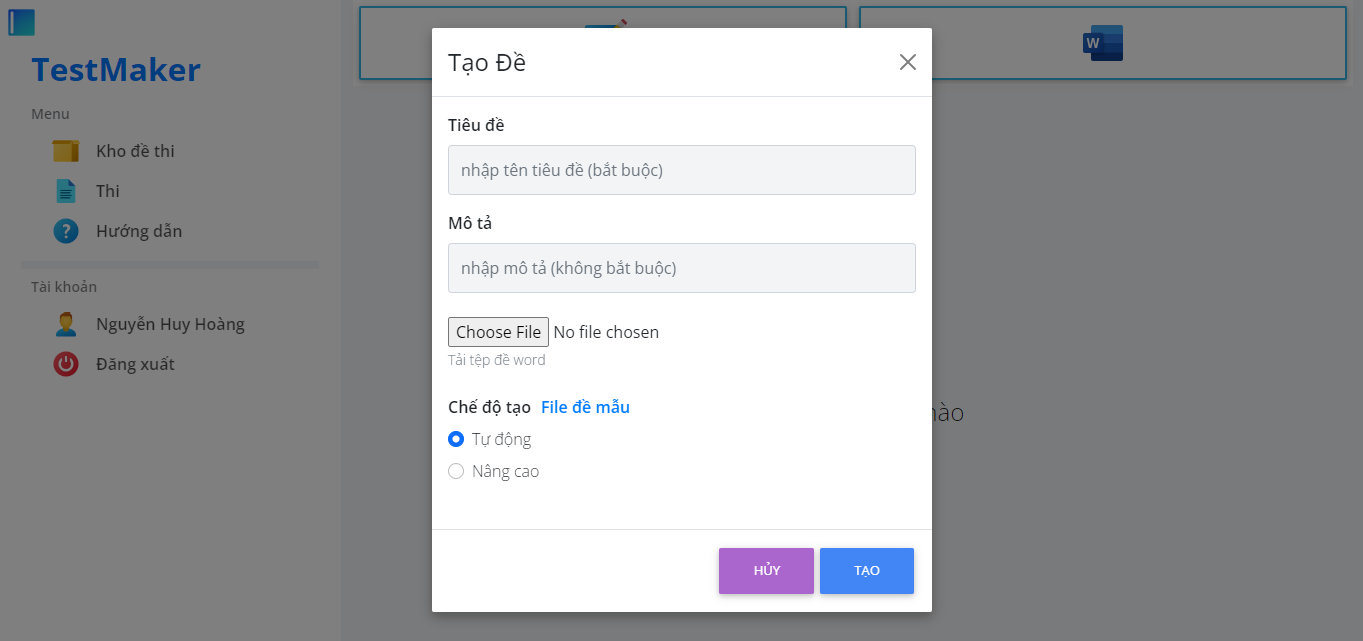 TestMaker
Menu
Kho đề thi
Thi
Hướng dẫn
Tài khoản
Nguyễn Huy Hoàng
Đăng xuất
W
Tạo Đề
Tiêu đề
nhập tên tiêu đề (bắt buộc)
Mô tả
nhập mô tả (không bắt buộc)
Choose File No file chosen
Tải tệp đề word
Chế độ tạo File đề mẫu
Tự động
Nâng cao
HỦY TẠO